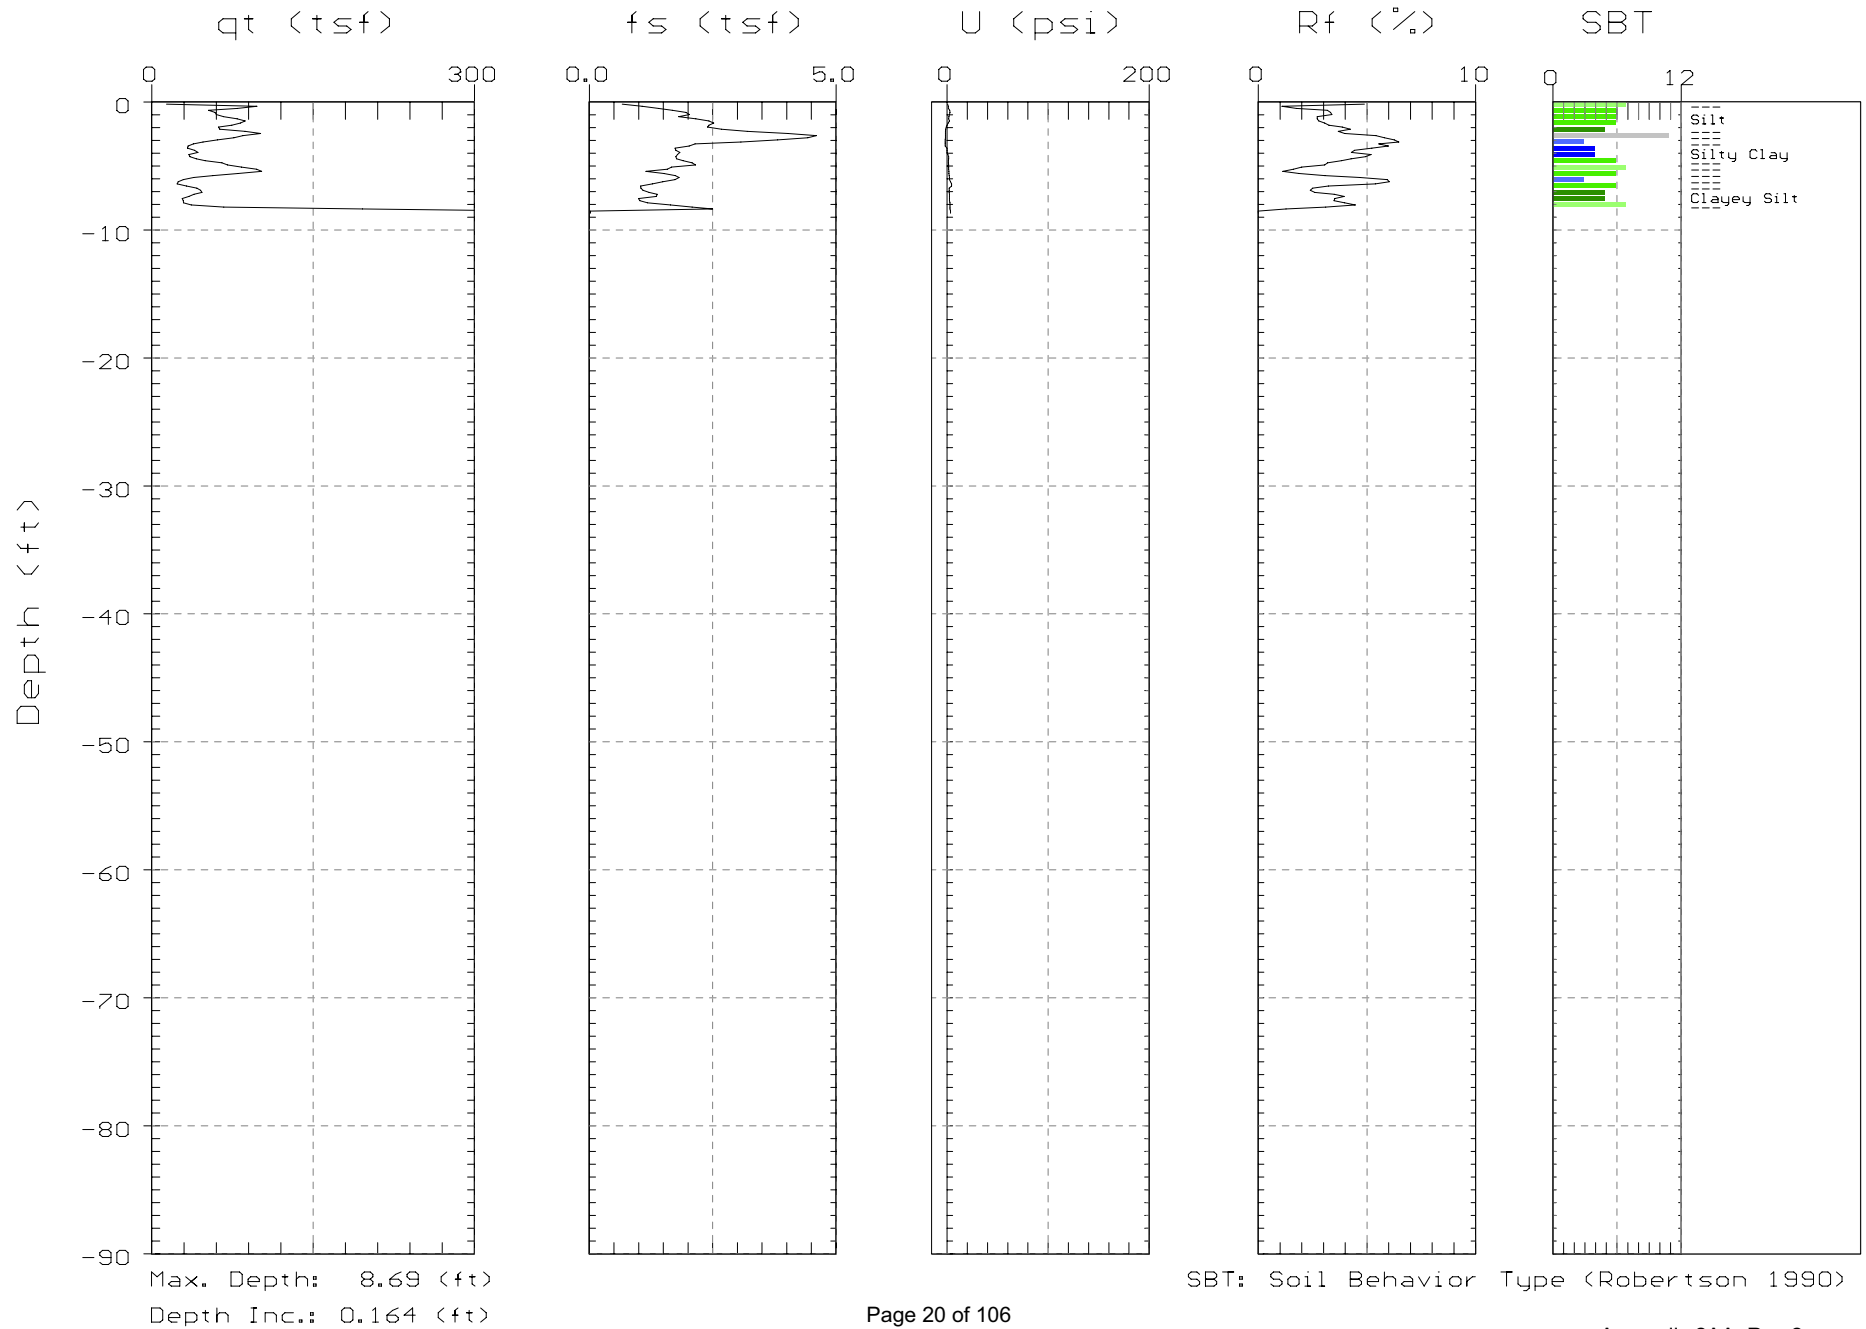 qt (tsf) fs (tsf) U (psi) Rf (%) SBT
0 300 0.0 5.0 0 200 0 10 0 12
0
Silt
Silty Clay
Clayey Silt
-10
-20
-30
-40
-50
-60
-70
-80
-90
Depth (ft)
Max. Depth: 8.69 (ft)
Depth Inc.: 0.164 (ft)
SBT: Soil Behavior Type (Robertson 1990)
Page 20 of 106